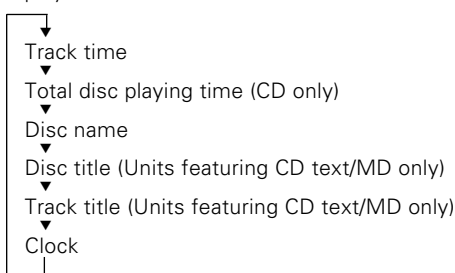 Track time
Total disc playing time (CD only)
Disc name
Disc title (Units featuring CD text/MD only)
Track title (Units featuring CD text/MD only)
Clock